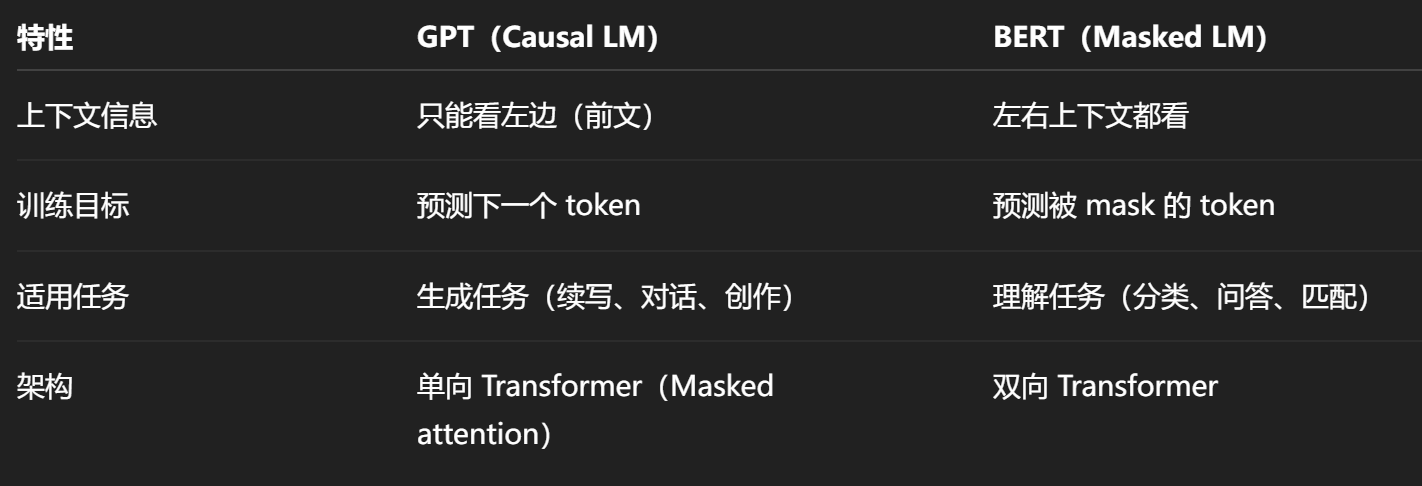 特性 GPT（Causal LM） BERT（Masked LM）
上下文信息 只能看左边（前文） 左右上下文都看
训练目标 预测下一个 token 预测被 mask 的 token
适用任务 生成任务（续写、对话、创作） 理解任务（分类、问答、匹配）
架构 单向 Transformer（Masked 双向 Transformer
attention）